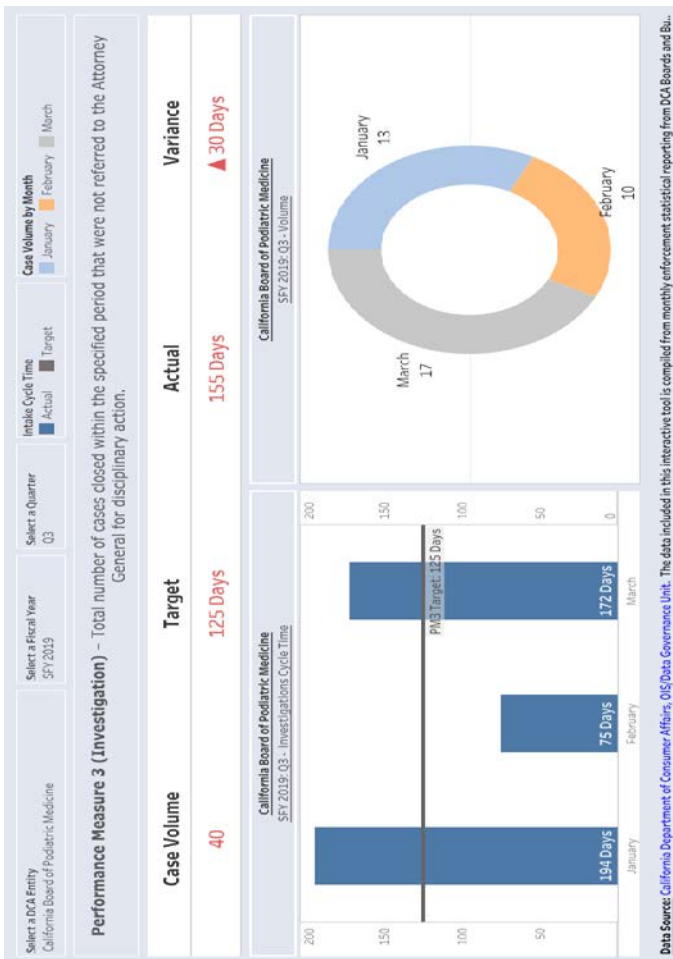 Select a DCA Entity
California Board of Podiatric Medicine
Select a Fiscal Year
SFY 2019
Select a Quarter
Q3
Intake Cycle Time
Actual
Target
Case Volume by Month
January
February
March
Performance Measure 3 (Investigation) – Total number of cases closed within the specified period that were not referred to the Attorney
General for disciplinary action.
Case Volume
Target
Actual
Variance
40
125 Days
155 Days
▲ 30 Days
California Board of Podiatric Medicine
SFY 2019: Q3 - Investigations Cycle Time
200
150
100
50
0
200
150
100
50
PM3 Target: 125 Days
194 Days
75 Days
172 Days
January
February
March
California Board of Podiatric Medicine
SFY 2019: Q3 - Volume
March
17
January
13
February
10
Data Source: California Department of Consumer Affairs, OIS/Data Governance Unit. The data included in this interactive tool is compiled from monthly enforcement statistical reporting from DCA Boards and Bu..